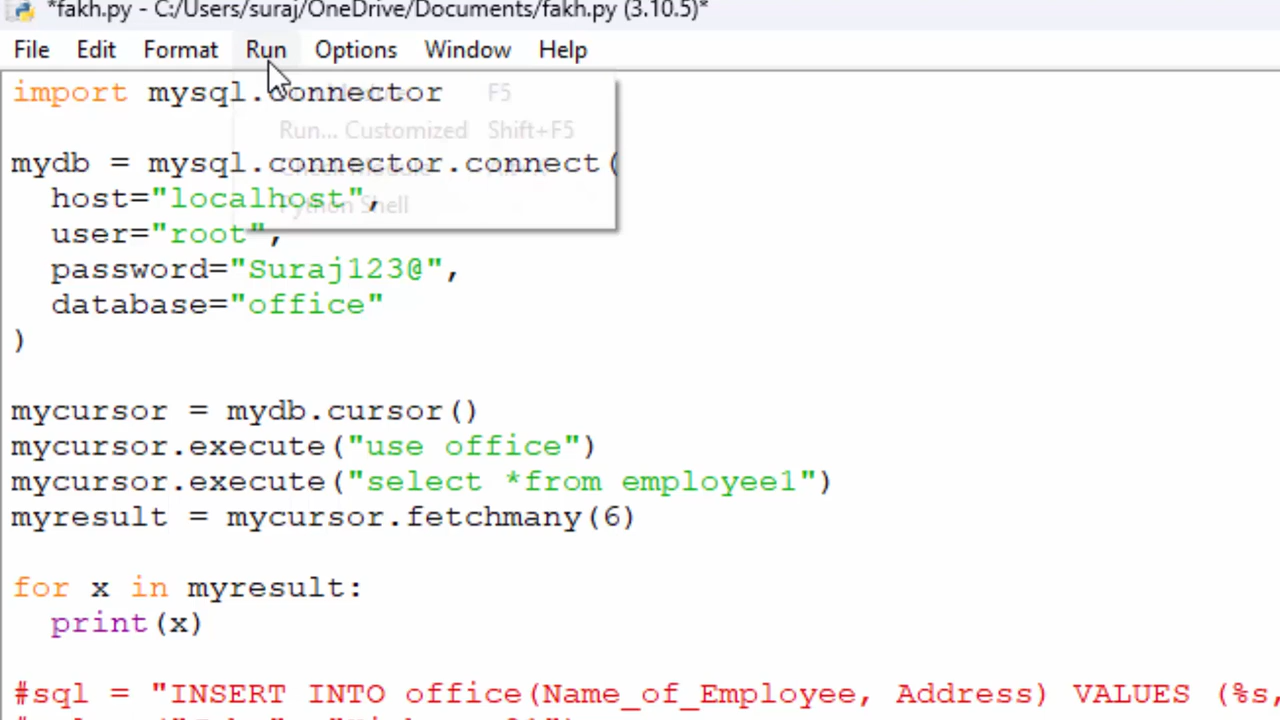 *fakh.py - C:/Users/suraj/OneDrive/Documents/fakh.py (3.10.5)*
File Edit Format Run Options Window Help
import mysql.connector
F5
Run... Customized Shift+F5
mydb = mysql.connector.connect(
host="localhost",
Python Shell
user="root",
password="Suraj123@",
database="office"
)
mycursor = mydb.cursor()
mycursor.execute("use office")
mycursor.execute("select *from employee1")
myresult = mycursor.fetchmany(6)
for x in myresult:
print(x)
#sql = "INSERT INTO office(Name_of_Employee, Address) VALUES (%s,